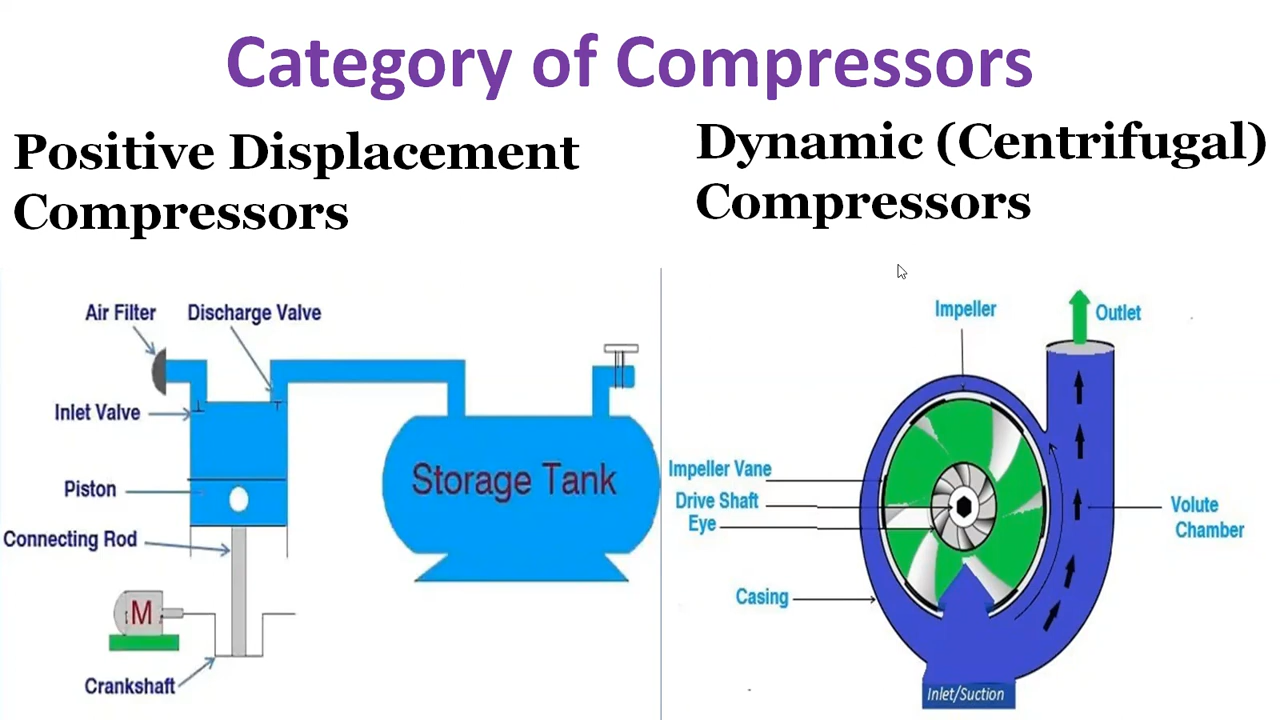 Category of Compressors
Positive Displacement
Compressors
Dynamic (Centrifugal)
Compressors
Air Filter
Discharge Valve
Inlet Valve
Piston
Connecting Rod
M
Crankshaft
Storage Tank
Impeller
Outlet
Impeller Vane
Drive Shaft
Eye
Volute
Chamber
Casing
Inlet/Suction